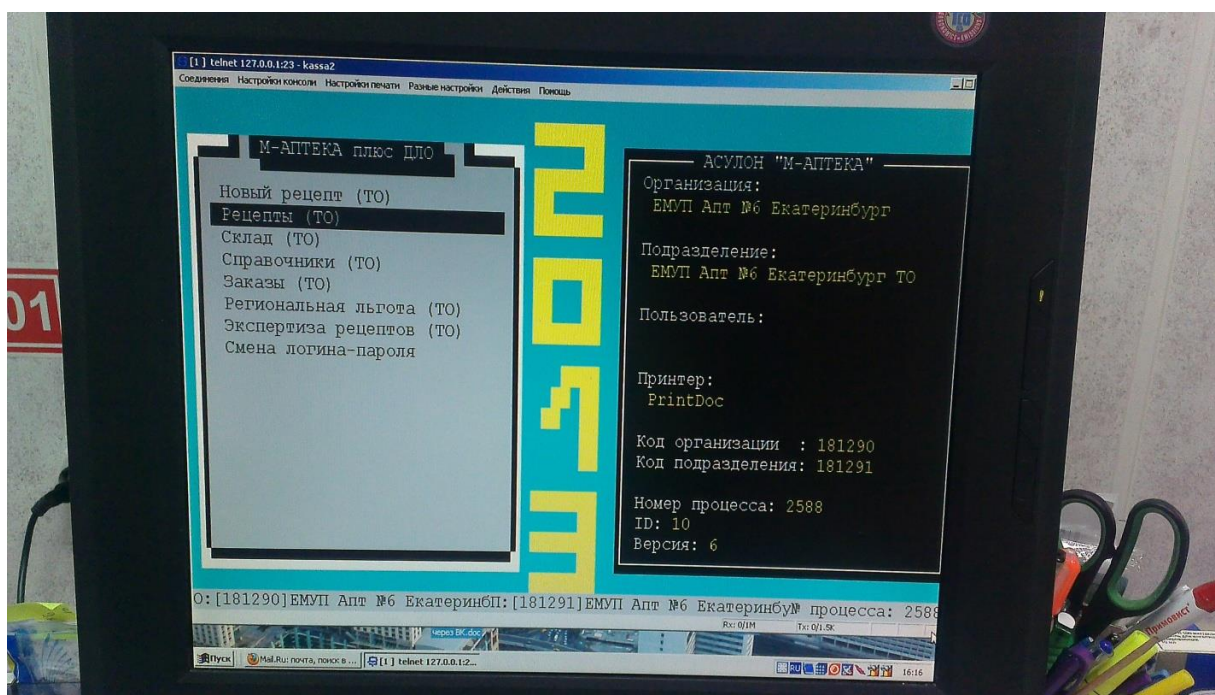 [1 ] telnet 127.0.0.1:23 - kassa2
Соединения Настройки консоли Настройки печати Разные настройки Действия Помощь
М-АПТЕКА плюс ДЛО
Новый рецепт (ТО)
Рецепты (ТО)
Склад (ТО)
Справочники (ТО)
Заказы (ТО)
Региональная льгота (ТО)
Экспертиза рецептов (ТО)
Смена логина-пароля
АСУЛОН "М-АПТЕКА"
Организация:
ЕМУП Апт №6 Екатеринбург
Подразделение:
ЕМУП Апт №6 Екатеринбург ТО
Пользователь:
Принтер:
PrintDoc
Код организации : 181290
Код подразделения: 181291
Номер процесса: 2588
ID: 10
Версия: 6
О:[181290]ЕМУП Апт №6 ЕкатеринбП:[181291]ЕМУП Апт №6 Екатеринбу№ процесса: 2588
Rx: 0/1M Tx: 0/1.5K
через ВК.doc
Пуск Mail.Ru: почта, поиск в ... [1 ] telnet 127.0.0.1:2... RU 16:16
01
Примовист